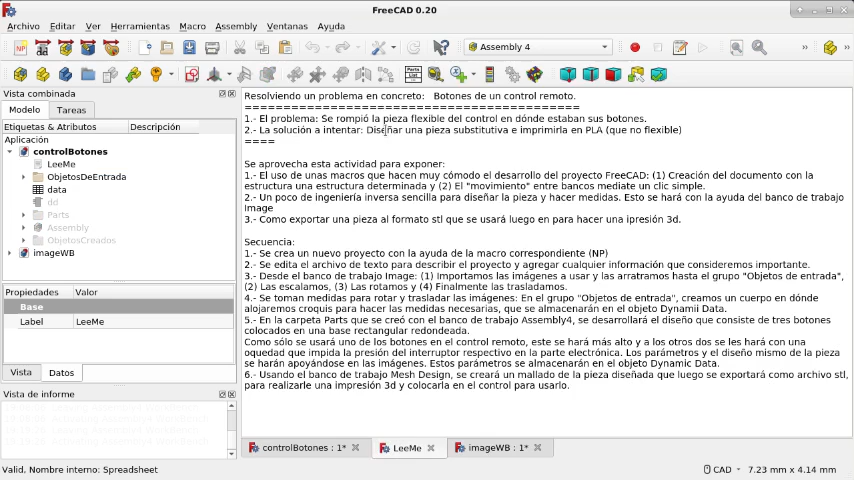 FreeCAD 0.20
Archivo Editar Ver Herramientas Macro Assembly Ventanas Ayuda
NP
Assembly 4
Parts List
Vista combinada
Modelo Tareas
Etiquetas & Atributos Descripción
Aplicación
controlBotones
LeeMe
ObjetosDeEntrada
data
dd
Parts
Assembly
ObjetosCreados
imageWB
Propiedades Valor
Base
Label LeeMe
Vista Datos
Vista de informe
Resolviendo un problema en concreto: Botones de un control remoto.
========================================================
1.- El problema: Se rompió la pieza flexible del control en dónde estaban sus botones.
2.- La solución a intentar: Diseñar una pieza substitutiva e imprimirla en PLA (que no flexible)
====
Se aprovecha esta actividad para exponer:
1.- El uso de unas macros que hacen muy cómodo el desarrollo del proyecto FreeCAD: (1) Creación del documento con la
estructura una estructura determinada y (2) El "movimiento" entre bancos mediate un clic simple.
2.- Un poco de ingeniería inversa sencilla para diseñar la pieza y hacer medidas. Esto se hará con la ayuda del banco de trabajo
Image
3.- Como exportar una pieza al formato stl que se usará luego en para hacer una ipresión 3d.
Secuencia:
1.- Se crea un nuevo proyecto con la ayuda de la macro correspondiente (NP)
2.- Se edita el archivo de texto para describir el proyecto y agregar cualquier información que consideremos importante.
3.- Desde el banco de trabajo Image: (1) Importamos las imágenes a usar y las arratramos hasta el grupo "Objetos de entrada",
(2) Las escalamos, (3) Las rotamos y (4) Finalmente las trasladamos.
4.- Se toman medidas para rotar y trasladar las imágenes: En el grupo "Objetos de entrada", creamos un cuerpo en dónde
alojaremos croquis para hacer las medidas necesarias, que se almacenarán en el objeto Dynamii Data.
5.- En la carpeta Parts que se creó con el banco de trabajo Assembly4, se desarrollará el diseño que consiste de tres botones
colocados en una base rectangular redondeada.
Como sólo se usará uno de los botones en el control remoto, este se hará más alto y a los otros dos se les hará con una
oquedad que impida la presión del interruptor respectivo en la parte electrónica. Los parámetros y el diseño mismo de la pieza
se harán apoyándose en las imágenes. Estos parámetros se almacenarán en el objeto Dynamic Data.
6.- Usando el banco de trabajo Mesh Design, se creará un mallado de la pieza diseñada que luego se exportará como archivo stl,
para realizarle una impresión 3d y colocarla en el control para usarlo.
controlBotones : 1* LeeMe imageWB : 1*
Valid, Nombre interno: Spreadsheet CAD 7.23 mm x 4.14 mm